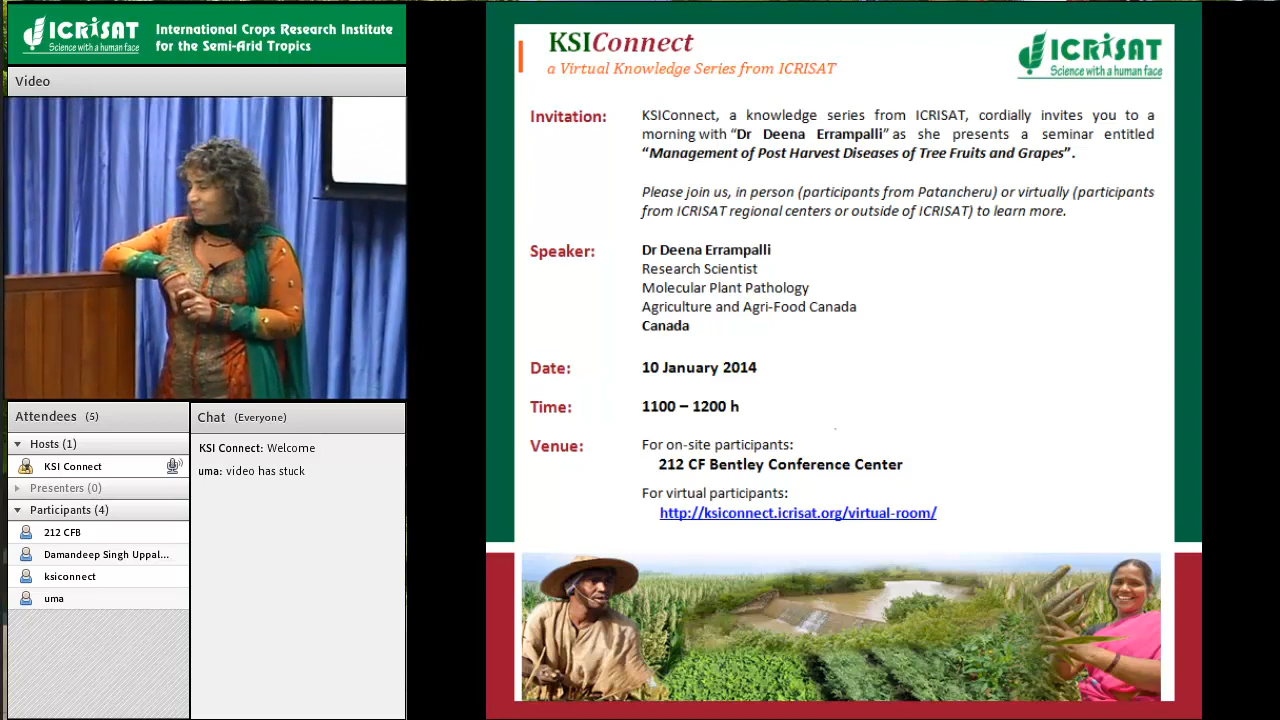 ICRISAT
Science with a human face
International Crops Research Institute
for the Semi-Arid Tropics
Video
Attendees (5)
Hosts (1)
KSI Connect
Presenters (0)
Participants (4)
212 CFB
Damandeep Singh Uppal...
ksiconnect
uma
Chat (Everyone)
KSI Connect: Welcome
uma: video has stuck
KSIConnect
a Virtual Knowledge Series from ICRISAT
ICRISAT
Science with a human face
Invitation:
KSIConnect, a knowledge series from ICRISAT, cordially invites you to a
morning with “Dr Deena Errampalli” as she presents a seminar entitled
“Management of Post Harvest Diseases of Tree Fruits and Grapes”.
Please join us, in person (participants from Patancheru) or virtually (participants
from ICRISAT regional centers or outside of ICRISAT) to learn more.
Speaker:
Dr Deena Errampalli
Research Scientist
Molecular Plant Pathology
Agriculture and Agri-Food Canada
Canada
Date:
10 January 2014
Time:
1100 – 1200 h
Venue:
For on-site participants:
212 CF Bentley Conference Center
For virtual participants:
http://ksiconnect.icrisat.org/virtual-room/